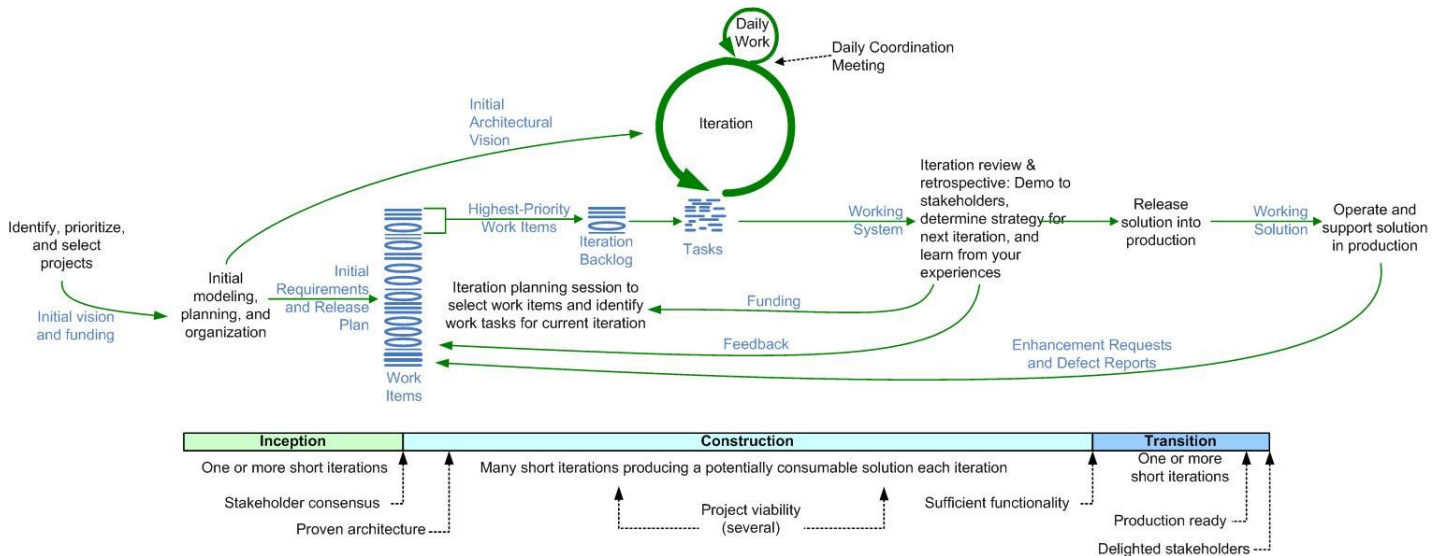 Daily
Work
Daily Coordination
Meeting
Initial
Architectural
Vision
Iteration
Identify, prioritize,
and select
projects
Initial vision
and funding
Initial
modeling,
planning, and
organization
Initial
Requirements
and Release
Plan
Work
Items
Highest-Priority
Work Items
Iteration
Backlog
Tasks
Working
System
Iteration review &
retrospective: Demo to
stakeholders,
determine strategy for
next iteration, and
learn from your
experiences
Release
solution into
production
Working
Solution
Operate and
support solution
in production
Iteration planning session to
select work items and identify
work tasks for current iteration
Funding
Feedback
Enhancement Requests
and Defect Reports
Inception
Construction
Transition
One or more short iterations
Many short iterations producing a potentially consumable solution each iteration
One or more
short iterations
Stakeholder consensus
Proven architecture
Project viability
(several)
Sufficient functionality
Production ready
Delighted stakeholders